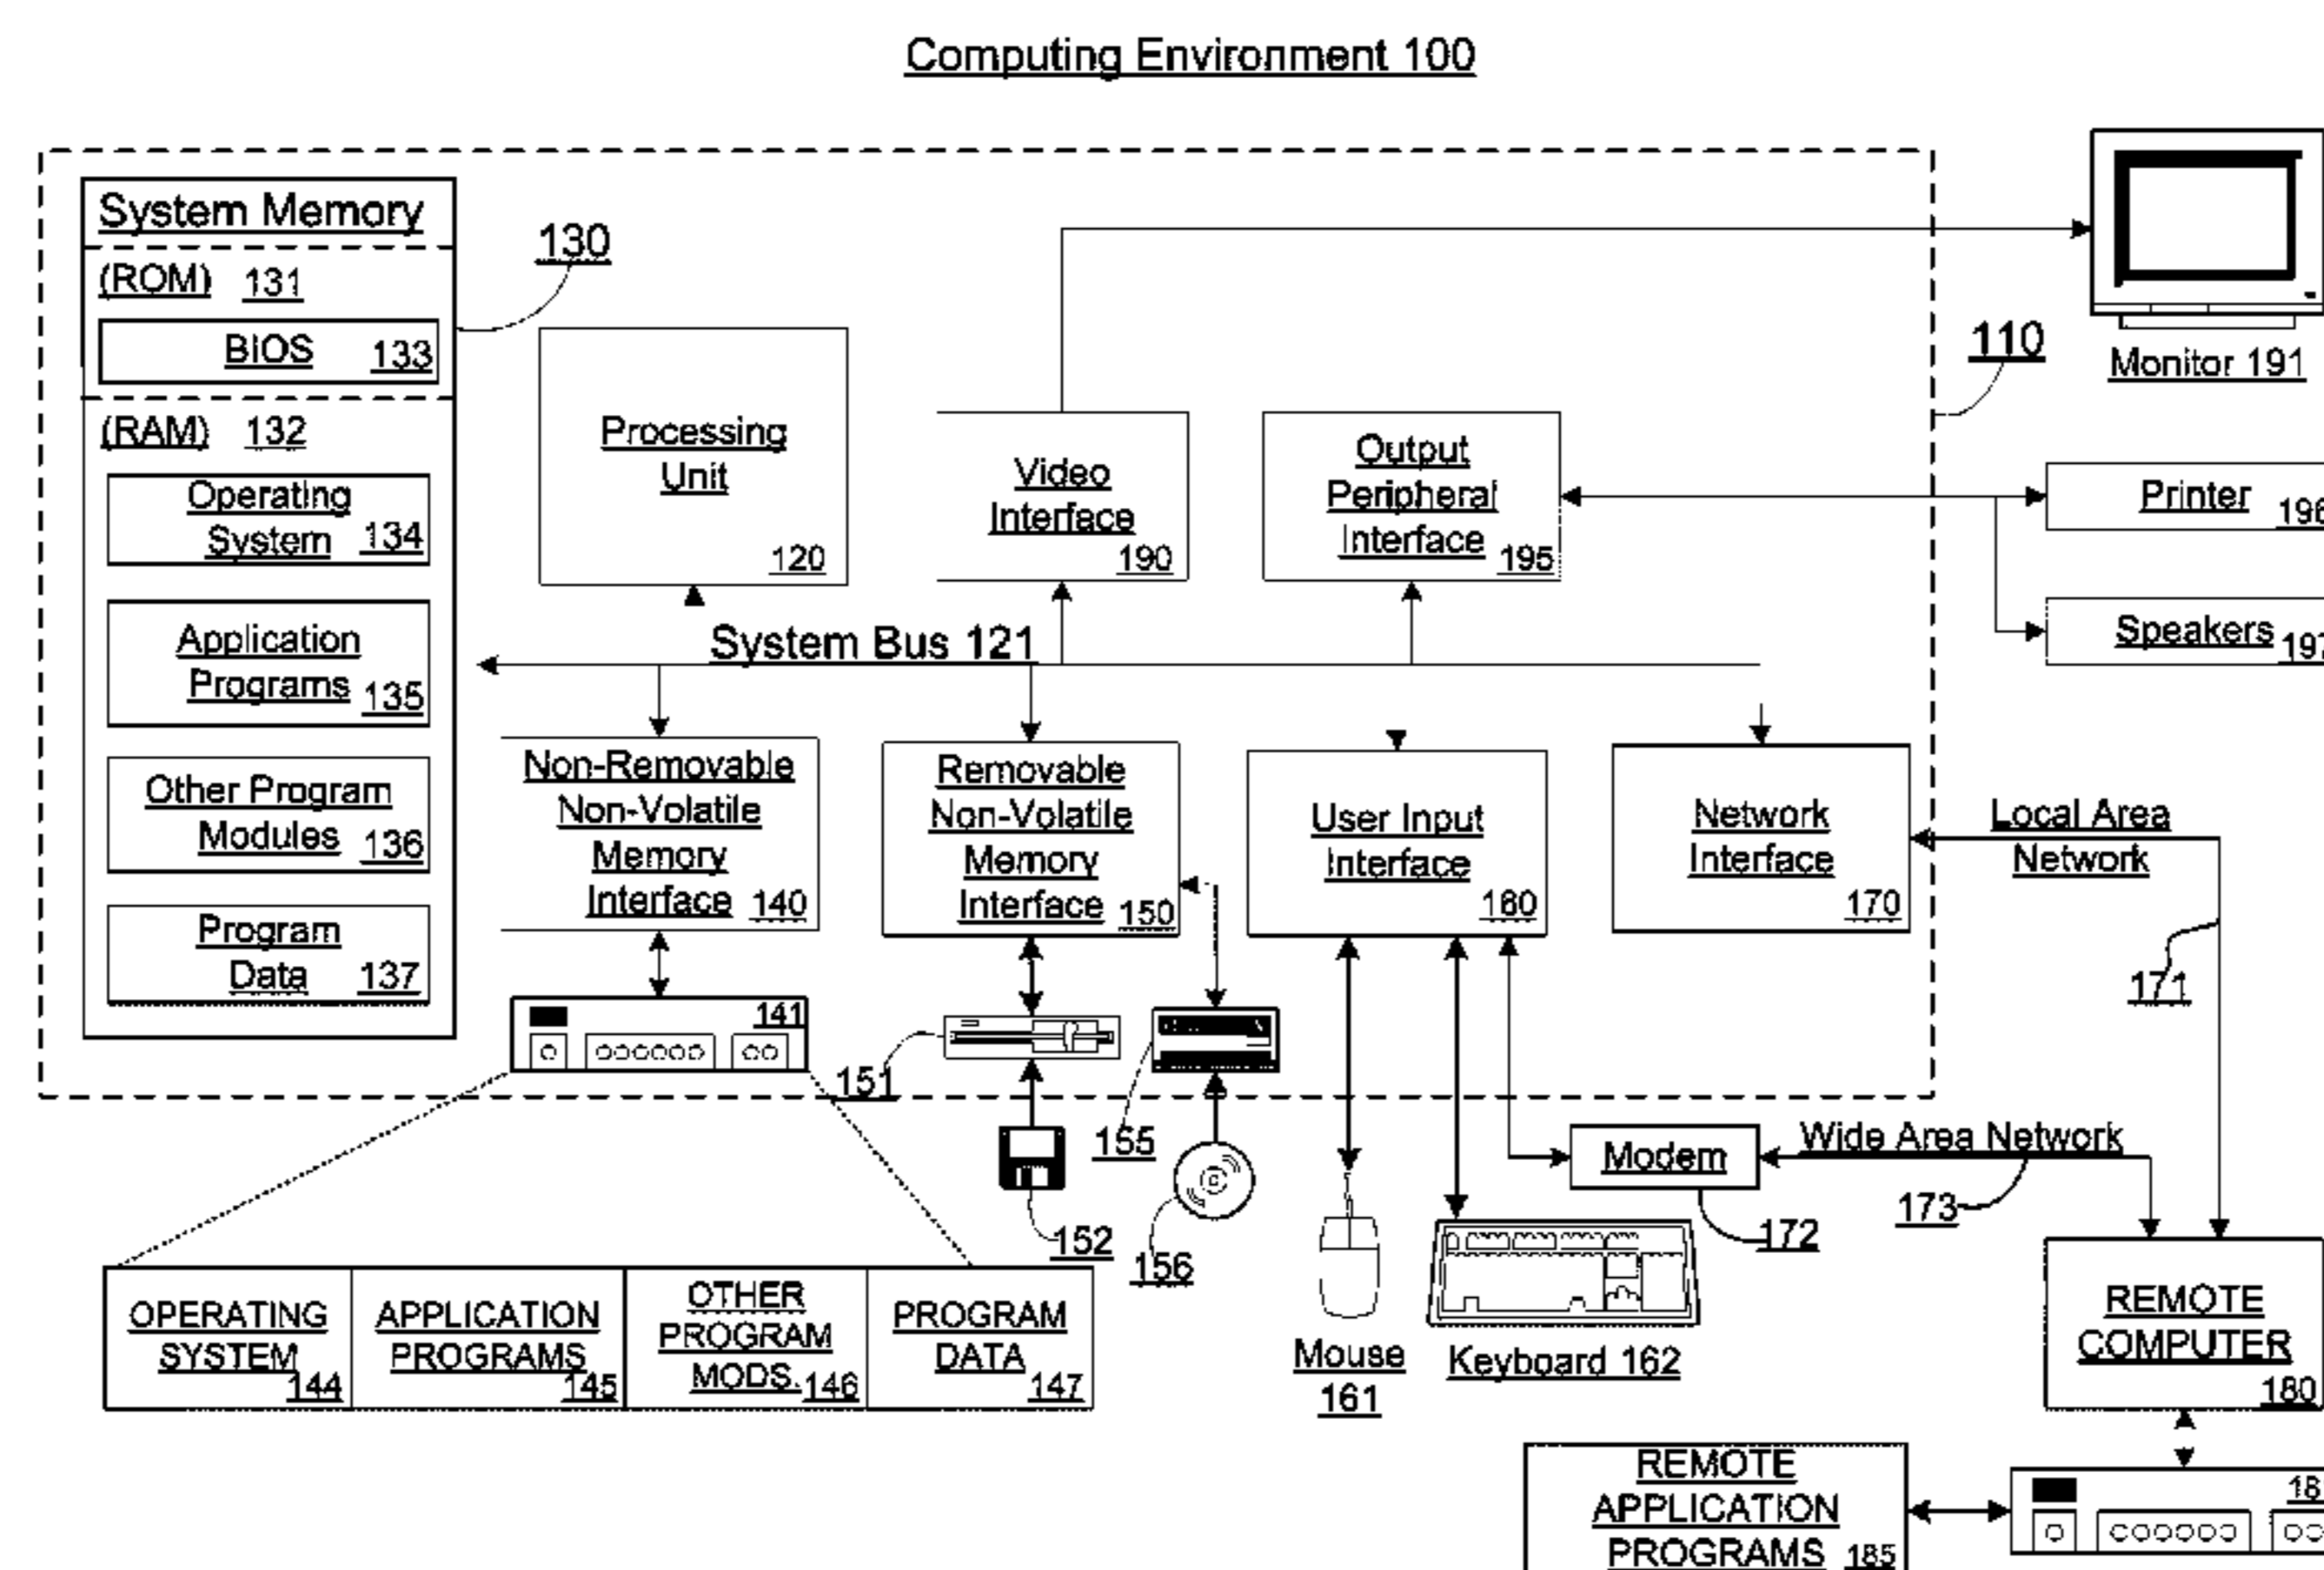 Computing Environment 100
System Memory
130
(ROM) 131
BIOS 133
(RAM) 132
Operating
System 134
Application
Programs 135
Other Program
Modules 136
Program
Data 137
Processing
Unit
120
Video
Interface
190
Output
Peripheral
Interface 195
110
Monitor 191
Printer
Speakers
System Bus 121
Non-Removable
Non-Volatile
Memory
Interface 140
Removable
Non-Volatile
Memory
Interface 150
User Input
Interface
160
Network
Interface
170
Local Area
Network
171
141
151
152
155
156
Modem
172
Wide Area Network
173
Mouse
161
Keyboard 162
OPERATING
SYSTEM 144
APPLICATION
PROGRAMS 145
OTHER
PROGRAM
MODS. 146
PROGRAM
DATA 147
REMOTE
COMPUTER
180
REMOTE
APPLICATION
PROGRAMS 185